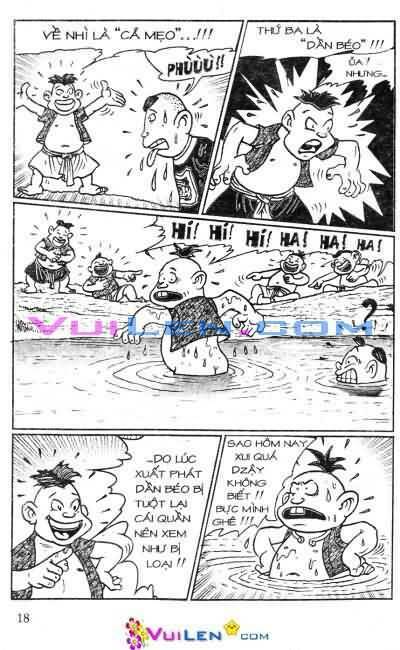 VỀ NHÌ LÀ "CẢ MẸO"...!!!
PHÙÙÙ!!
THỨ BA LÀ
"DẦN BÉO"!!!
ỦA!
NHƯNG...
HÍ! HÍ! HÍ! HA! HA! HA!
?
VUILEN.COM
...DO LÚC
XUẤT PHÁT
DẦN BÉO BỊ
TUỘT LẠI
CÁI QUẦN
NÊN XEM
NHƯ BỊ
LOẠI!!
SAO HÔM NAY
XUI QUÁ
DZẬY
KHÔNG
BIẾT!!
BỰC MÌNH
GHÊ!!!
18
VUILEN.COM